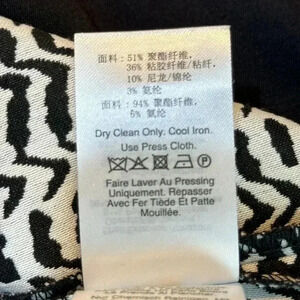 面料：51% 聚酯纤维，
36% 粘胶纤维/粘纤，
10% 尼龙/锦纶
3% 氨纶
面料：94% 聚酯纤维，
6% 氨纶
Dry Clean Only. Cool Iron.
Use Press Cloth.
Faire Laver Au Pressing
Uniquement. Repasser
Avec Fer Tiède Et Patte
Mouillée.